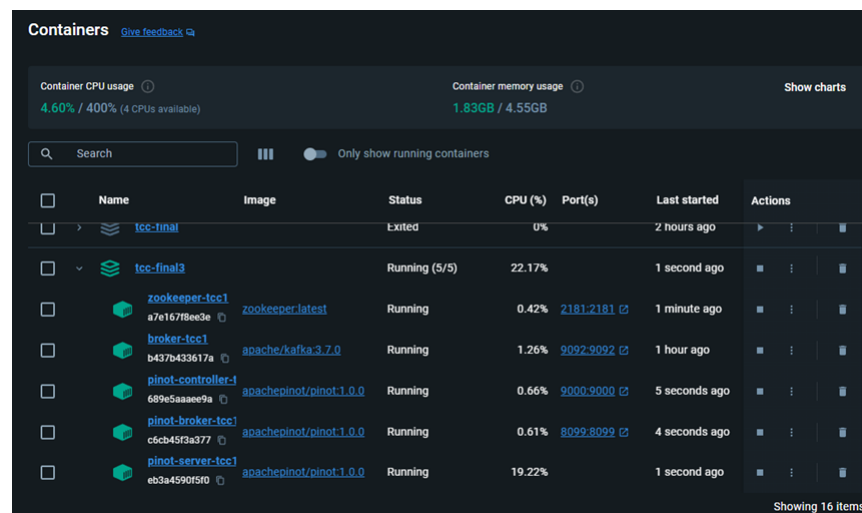 Containers Give feedback
Container CPU usage Container memory usage Show charts
4.60% / 400% (4 CPUs available) 1.83GB / 4.55GB
Search Only show running containers
Name Image Status CPU (%) Port(s) Last started Actions
tcc-final Exited 0% 2 hours ago
tcc-final3 Running (5/5) 22.17% 1 second ago
zookeeper-tcc1
a7e167f8ee3e zookeeper:latest Running 0.42% 2181:2181 1 minute ago
broker-tcc1
b437b433617a apache/kafka:3.7.0 Running 1.26% 9092:9092 1 hour ago
pinot-controller-t
689e5aaaee9a apachepinot/pinot:1.0.0 Running 0.66% 9000:9000 5 seconds ago
pinot-broker-tcc1
c6cb45f3a377 apachepinot/pinot:1.0.0 Running 0.61% 8099:8099 4 seconds ago
pinot-server-tcc1
eb3a4590f5f0 apachepinot/pinot:1.0.0 Running 19.22% 1 second ago
Showing 16 items